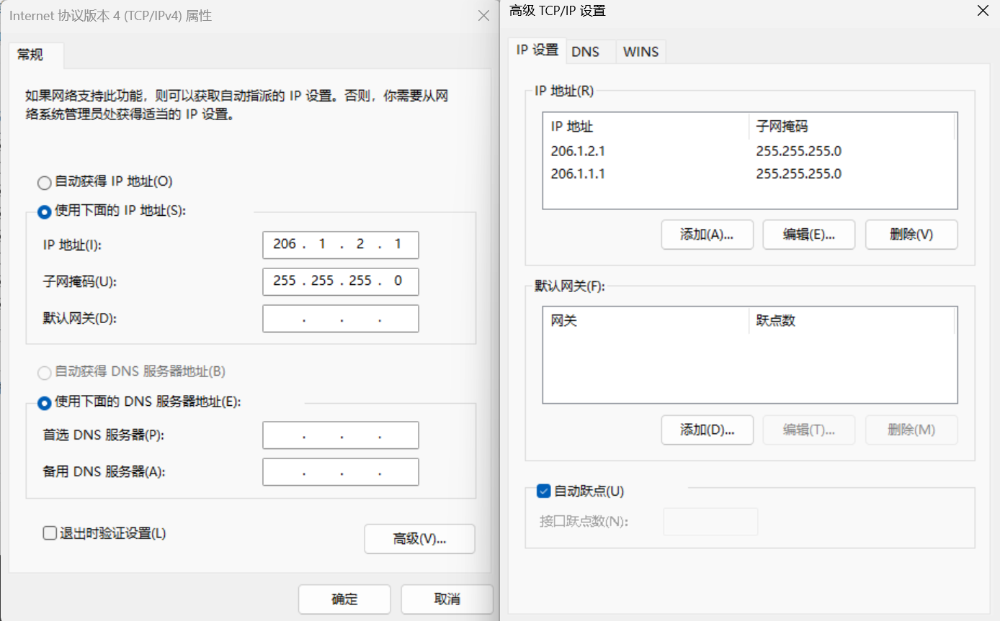 Internet 协议版本 4 (TCP/IPv4) 属性
常规
如果网络支持此功能，则可以获取自动指派的 IP 设置。否则，你需要从网
络系统管理员处获得适当的 IP 设置。
自动获得 IP 地址(O)
使用下面的 IP 地址(S):
IP 地址(I): 206 . 1 . 2 . 1
子网掩码(U): 255 . 255 . 255 . 0
默认网关(D): . . .
自动获得 DNS 服务器地址(B)
使用下面的 DNS 服务器地址(E):
首选 DNS 服务器(P): . . .
备用 DNS 服务器(A): . . .
退出时验证设置(L)
高级(V)...
确定 取消
高级 TCP/IP 设置
IP 设置 DNS WINS
IP 地址(R)
IP 地址 子网掩码
206.1.2.1 255.255.255.0
206.1.1.1 255.255.255.0
添加(A)... 编辑(E)... 删除(V)
默认网关(F):
网关 跃点数
添加(D)... 编辑(T)... 删除(M)
自动跃点(U)
接口跃点数(N):